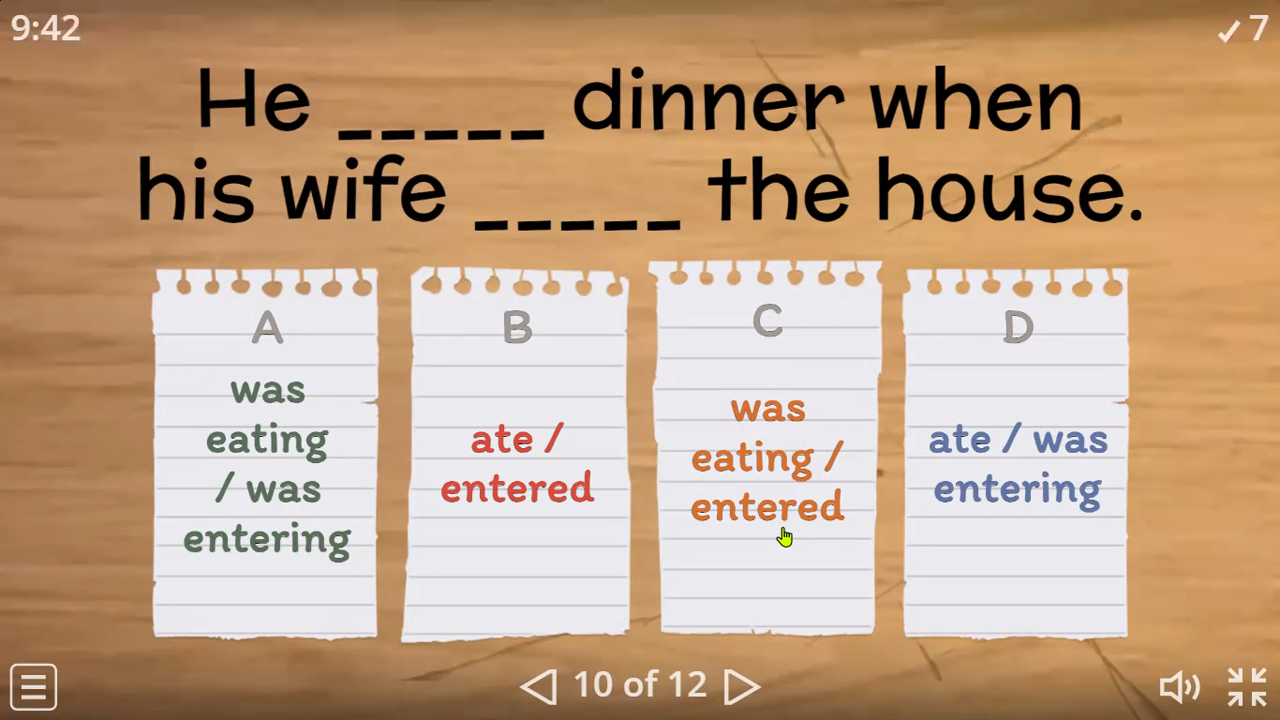 9:42
✓ 7
He _____ dinner when
his wife _____ the house.
A
was
eating
/ was
entering
B
ate /
entered
C
was
eating /
entered
D
ate / was
entering
10 of 12